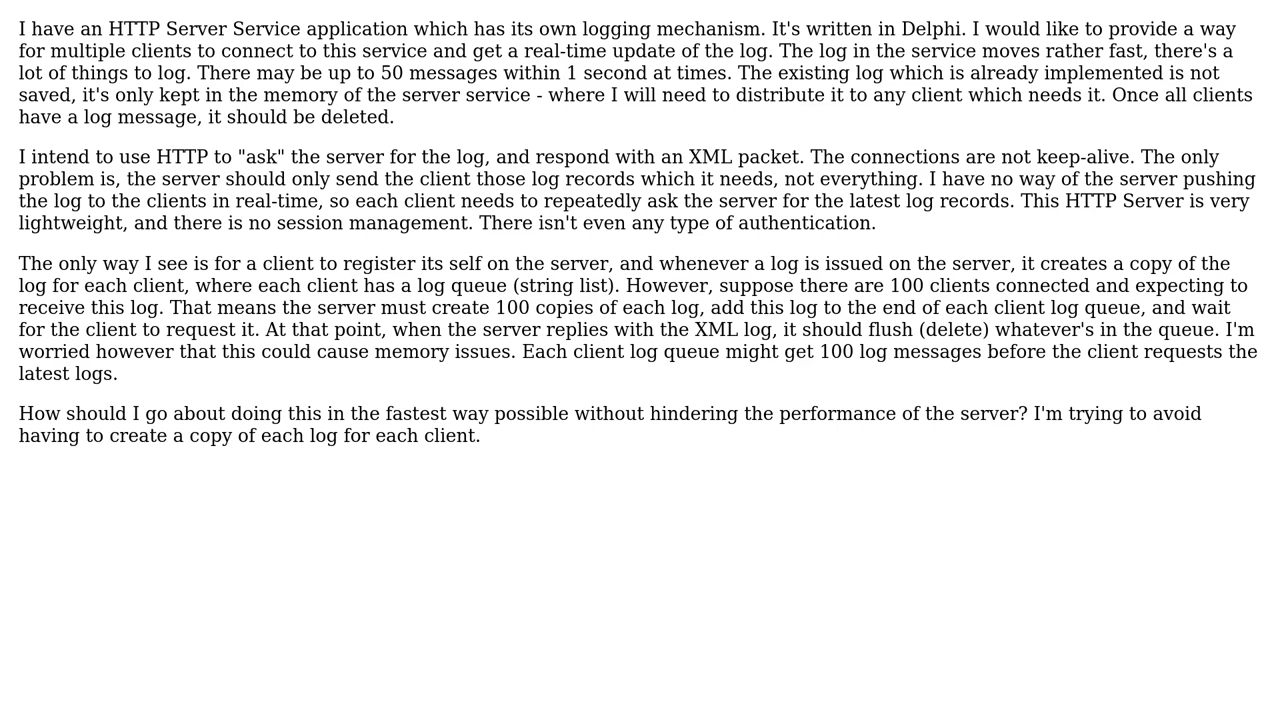 I have an HTTP Server Service application which has its own logging mechanism. It's written in Delphi. I would like to provide a way
for multiple clients to connect to this service and get a real-time update of the log. The log in the service moves rather fast, there's a
lot of things to log. There may be up to 50 messages within 1 second at times. The existing log which is already implemented is not
saved, it's only kept in the memory of the server service - where I will need to distribute it to any client which needs it. Once all clients
have a log message, it should be deleted.
I intend to use HTTP to "ask" the server for the log, and respond with an XML packet. The connections are not keep-alive. The only
problem is, the server should only send the client those log records which it needs, not everything. I have no way of the server pushing
the log to the clients in real-time, so each client needs to repeatedly ask the server for the latest log records. This HTTP Server is very
lightweight, and there is no session management. There isn't even any type of authentication.
The only way I see is for a client to register its self on the server, and whenever a log is issued on the server, it creates a copy of the
log for each client, where each client has a log queue (string list). However, suppose there are 100 clients connected and expecting to
receive this log. That means the server must create 100 copies of each log, add this log to the end of each client log queue, and wait
for the client to request it. At that point, when the server replies with the XML log, it should flush (delete) whatever's in the queue. I'm
worried however that this could cause memory issues. Each client log queue might get 100 log messages before the client requests the
latest logs.
How should I go about doing this in the fastest way possible without hindering the performance of the server? I'm trying to avoid
having to create a copy of each log for each client.